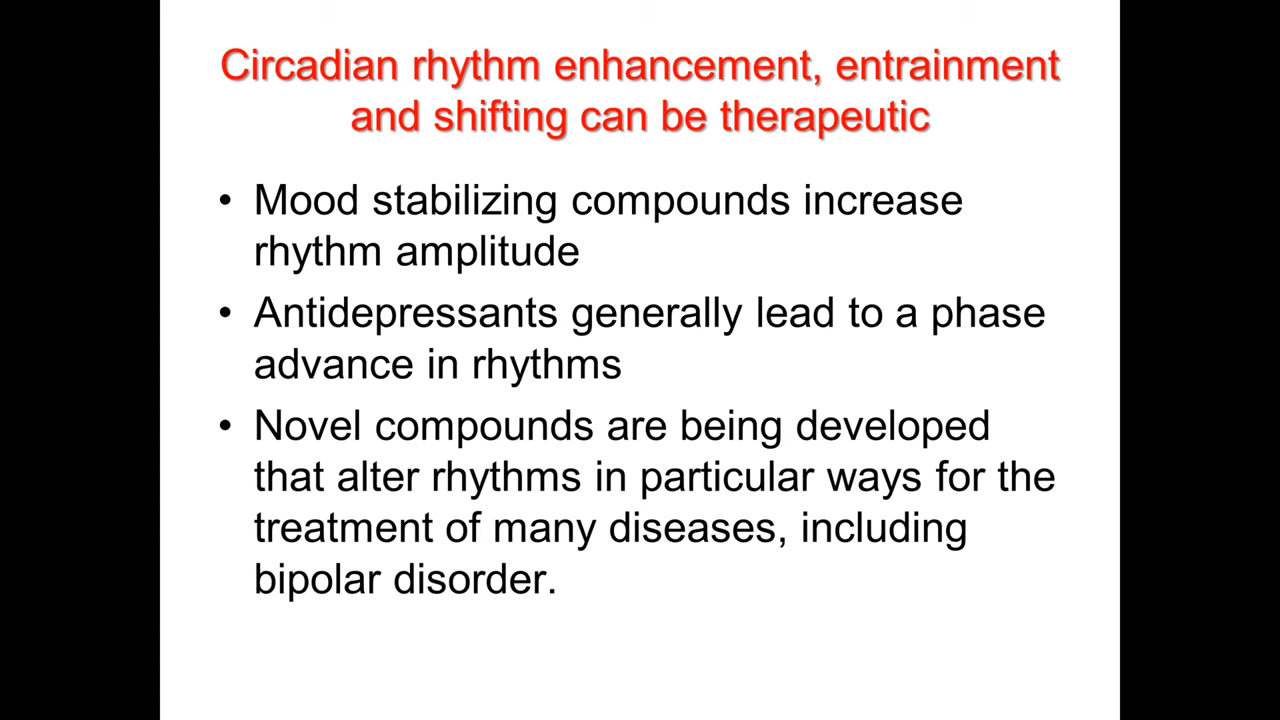 Circadian rhythm enhancement, entrainment
and shifting can be therapeutic
• Mood stabilizing compounds increase
rhythm amplitude
• Antidepressants generally lead to a phase
advance in rhythms
• Novel compounds are being developed
that alter rhythms in particular ways for the
treatment of many diseases, including
bipolar disorder.